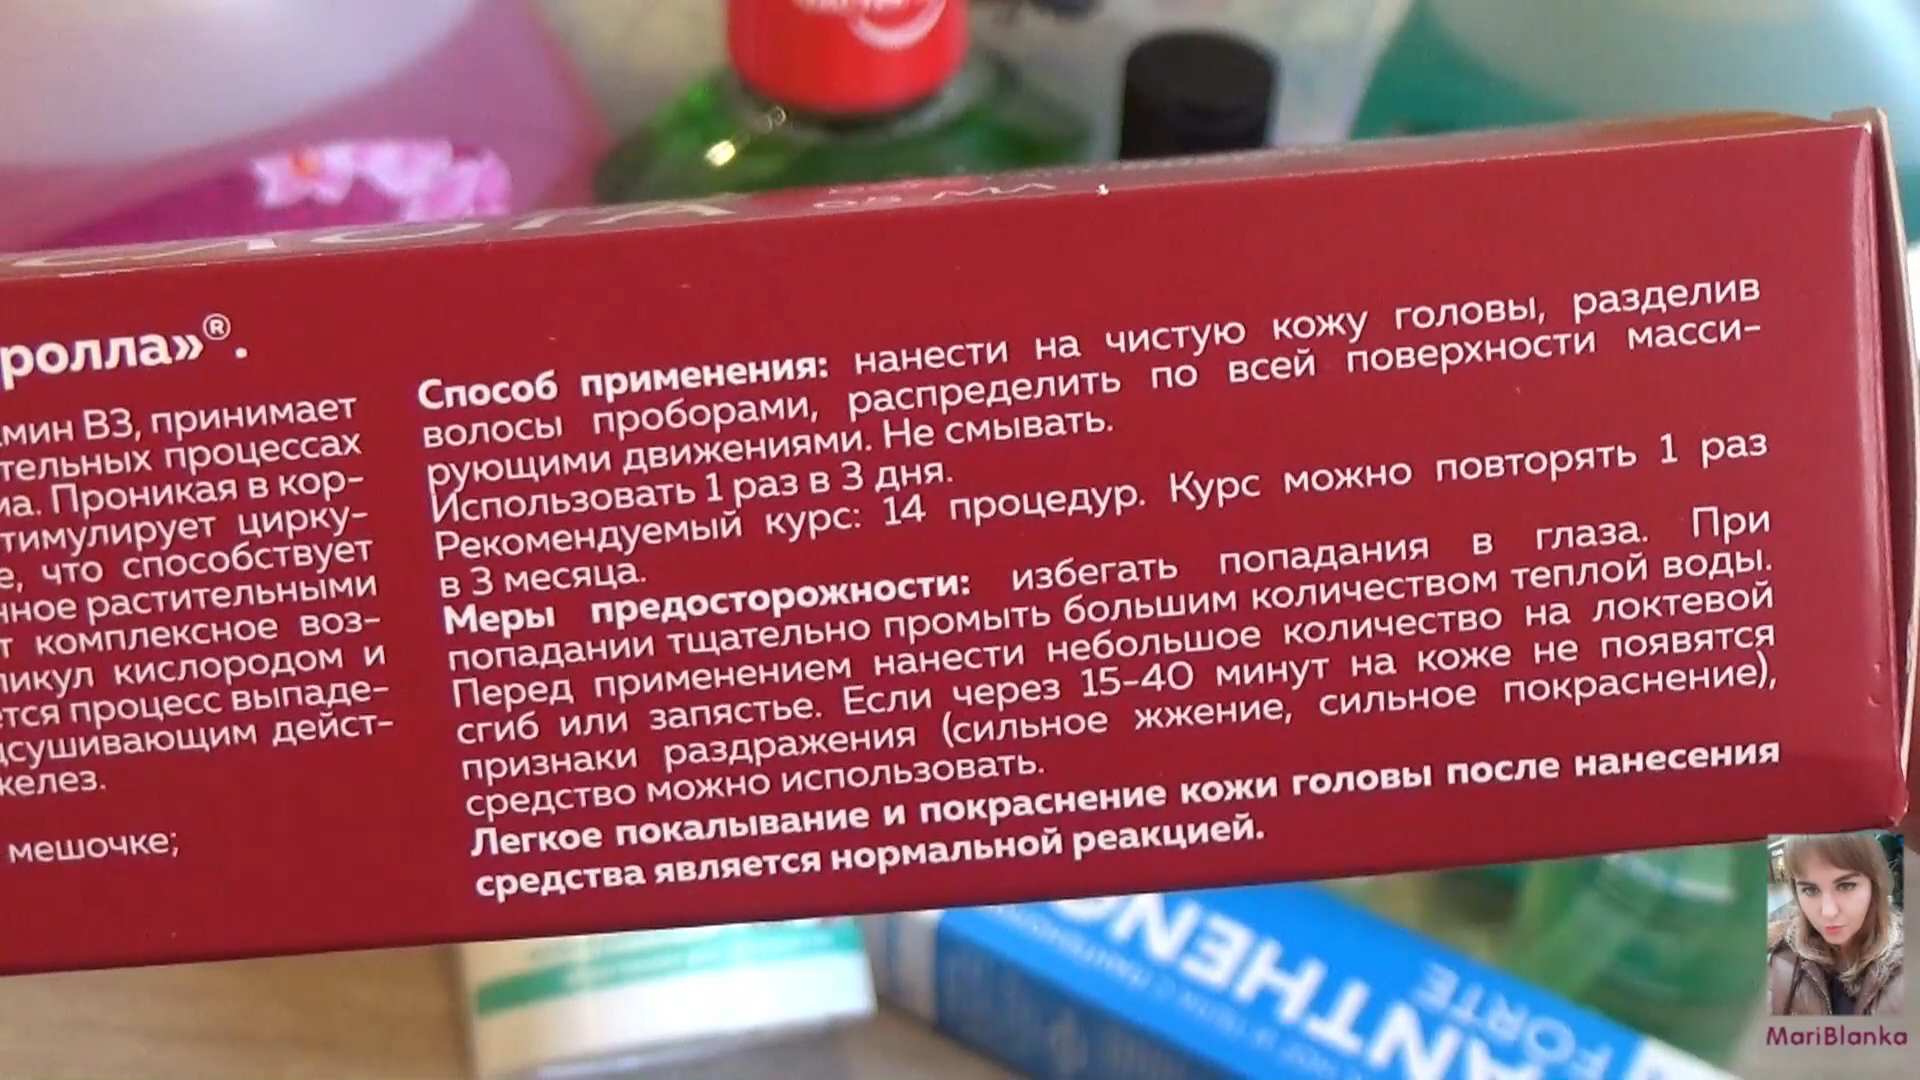 ролла»®.
мин В3, принимает
тельных процессах
ма. Проникая в кор-
тимулирует цирку-
е, что способствует
нное растительными
т комплексное воз-
ликул кислородом и
ется процесс выпаде-
дсушивающим дейст-
желез.
мешочке;
Способ применения: нанести на чистую кожу головы, разделив
волосы проборами, распределить по всей поверхности масси-
рующими движениями. Не смывать.
Использовать 1 раз в 3 дня.
Рекомендуемый курс: 14 процедур. Курс можно повторять 1 раз
в 3 месяца.
Меры предосторожности: избегать попадания в глаза. При
попадании тщательно промыть большим количеством теплой воды.
Перед применением нанести небольшое количество на локтевой
сгиб или запястье. Если через 15-40 минут на коже не появятся
признаки раздражения (сильное жжение, сильное покраснение),
средство можно использовать.
Легкое покалывание и покраснение кожи головы после нанесения
средства является нормальной реакцией.
ANTHENO
FORTE
MariBlanka